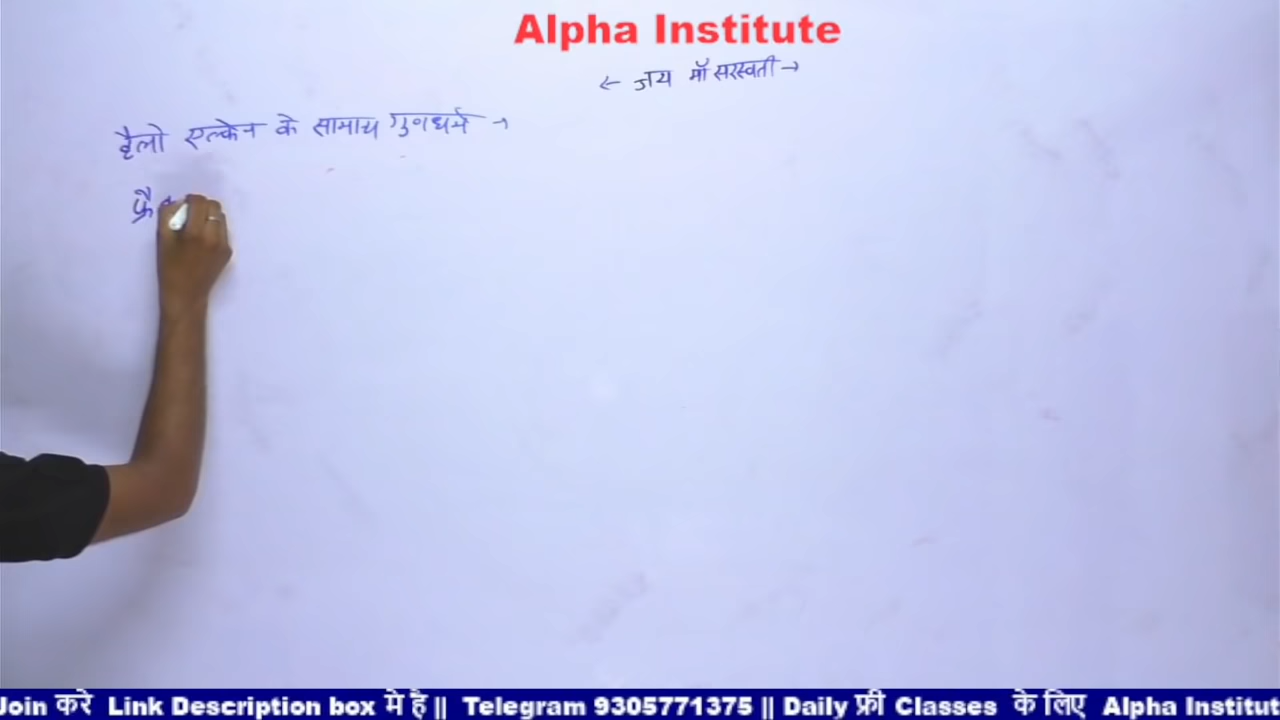 Alpha Institute
← जय माँ सरस्वती →
हैलो एल्केन के सामान्य गुणधर्म →
Join करे Link Description box मे है || Telegram 9305771375 || Daily फ्री Classes के लिए Alpha Institut